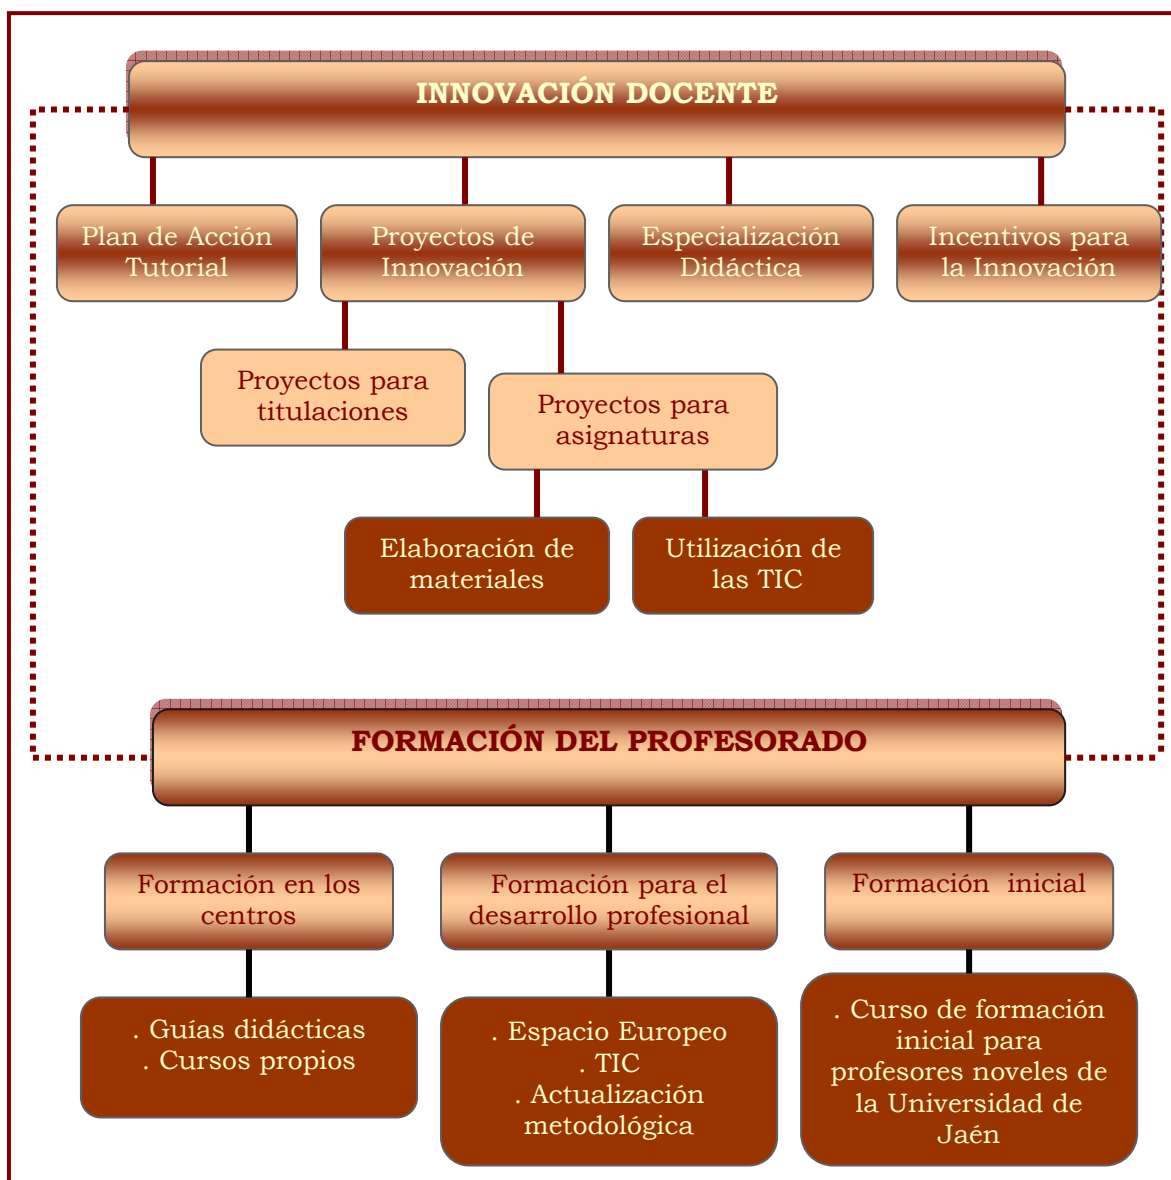 INNOVACIÓN DOCENTE
Plan de Acción
Tutorial
Proyectos de
Innovación
Especialización
Didáctica
Incentivos para
la Innovación
Proyectos para
titulaciones
Proyectos para
asignaturas
Elaboración de
materiales
Utilización de
las TIC
FORMACIÓN DEL PROFESORADO
Formación en los
centros
Formación para el
desarrollo profesional
Formación  inicial
. Guías didácticas
. Cursos propios
. Espacio Europeo
. TIC
. Actualización
metodológica
. Curso de formación
inicial para
profesores noveles de
la Universidad de
Jaén